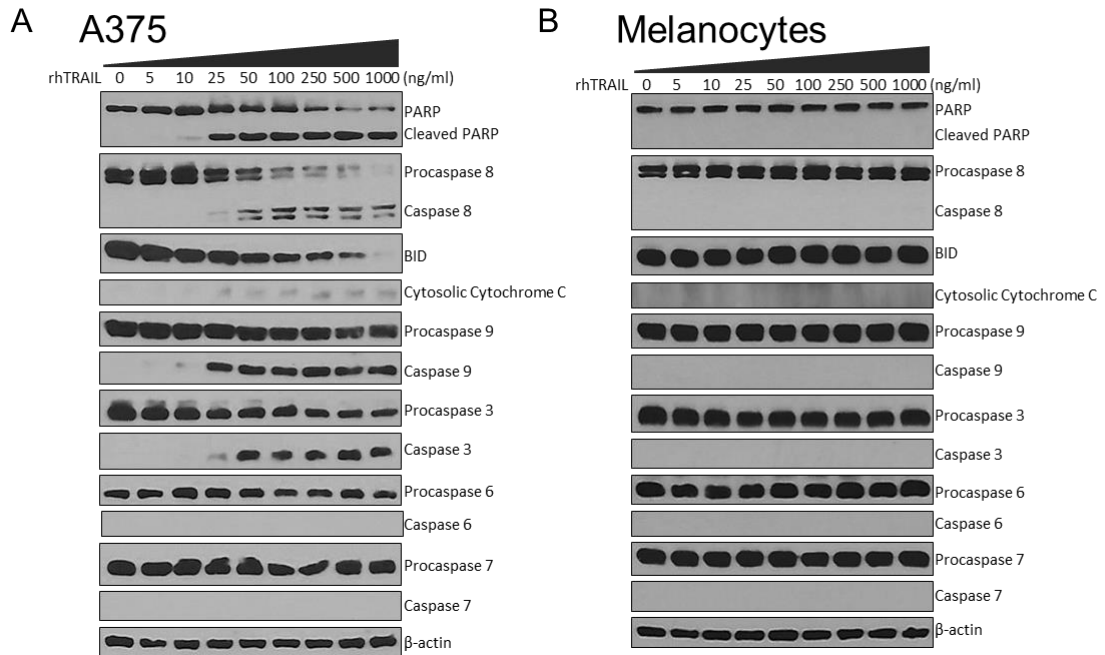 A A375
rhTRAIL 0 5 10 25 50 100 250 500 1000 (ng/ml)
PARP
Cleaved PARP
Procaspase 8
Caspase 8
BID
Cytosolic Cytochrome C
Procaspase 9
Caspase 9
Procaspase 3
Caspase 3
Procaspase 6
Caspase 6
Procaspase 7
Caspase 7
β-actin
B Melanocytes
rhTRAIL 0 5 10 25 50 100 250 500 1000 (ng/ml)
PARP
Cleaved PARP
Procaspase 8
Caspase 8
BID
Cytosolic Cytochrome C
Procaspase 9
Caspase 9
Procaspase 3
Caspase 3
Procaspase 6
Caspase 6
Procaspase 7
Caspase 7
β-actin